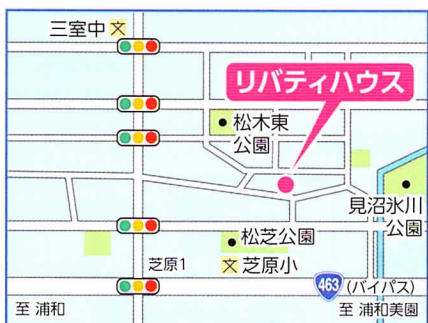 三室中 文
リバティハウス
松木東
公園
見沼氷川
公園
松芝公園
芝原1
文 芝原小
463 (バイパス)
至 浦和
至 浦和美園